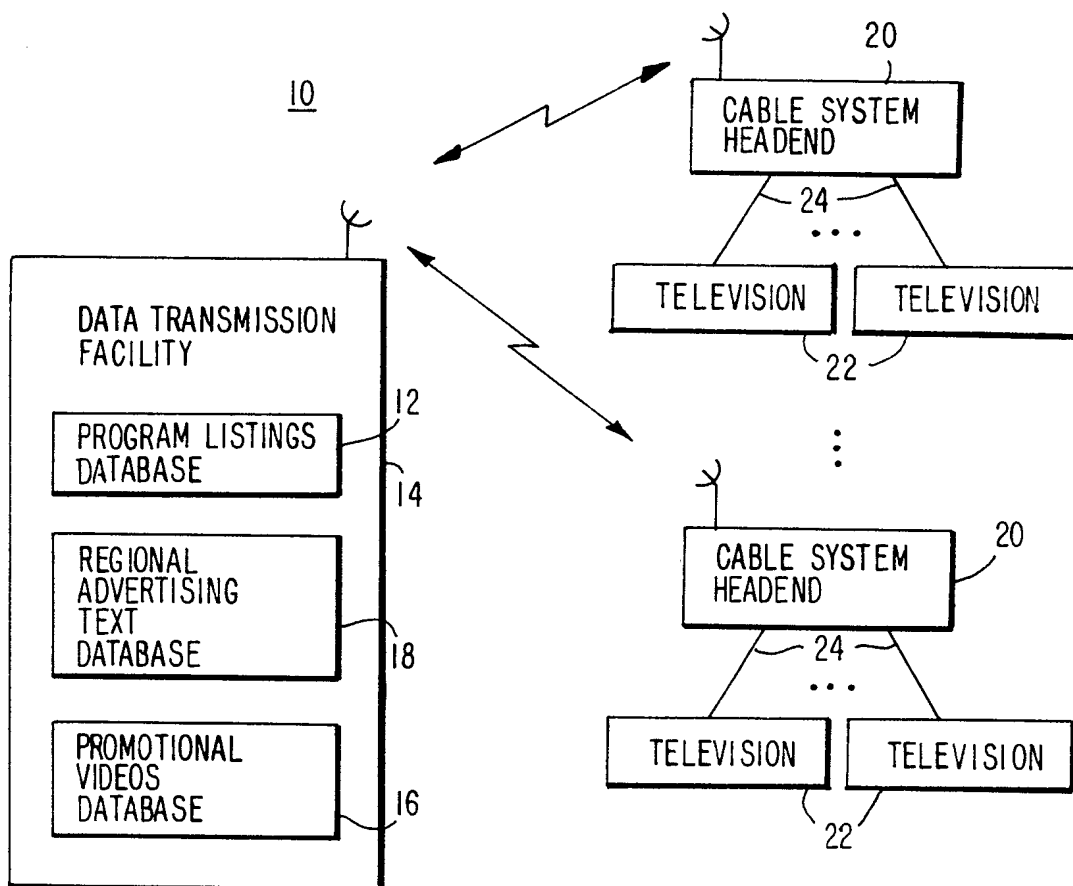 10
DATA TRANSMISSION
FACILITY
PROGRAM LISTINGS
DATABASE
12
14
REGIONAL
ADVERTISING
TEXT
DATABASE
18
PROMOTIONAL
VIDEOS
DATABASE
16
20
CABLE SYSTEM
HEADEND
24
TELEVISION
TELEVISION
22
20
CABLE SYSTEM
HEADEND
24
TELEVISION
TELEVISION
22